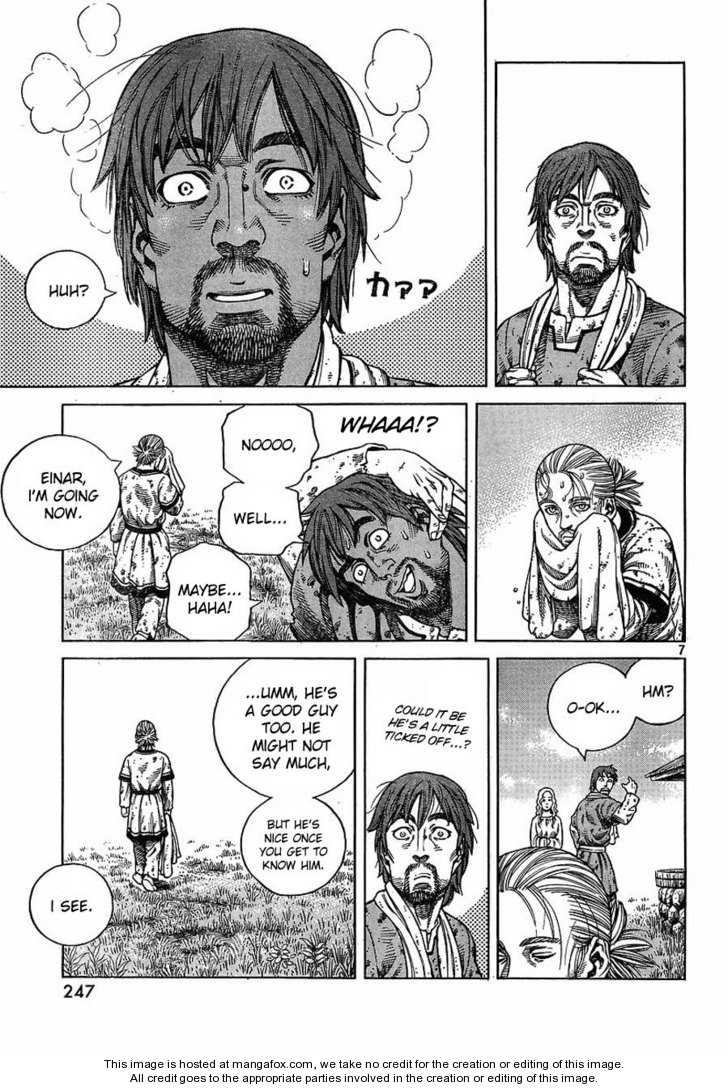 HUH?
カァァ
WHAAA!?
NOOOO,
WELL...
MAYBE...
HAHA!
EINAR,
I'M GOING
NOW.
7
HM?
O-OK...
COULD IT BE
HE'S A LITTLE
TICKED OFF...?
...UMM, HE'S
A GOOD GUY
TOO. HE
MIGHT NOT
SAY MUCH,
BUT HE'S
NICE ONCE
YOU GET TO
KNOW HIM.
I SEE.
247
This image is hosted at mangafox.com, we take no credit for the creation or editing of this image.
All credit goes to the appropriate parties involved in the creation and editing of this image.